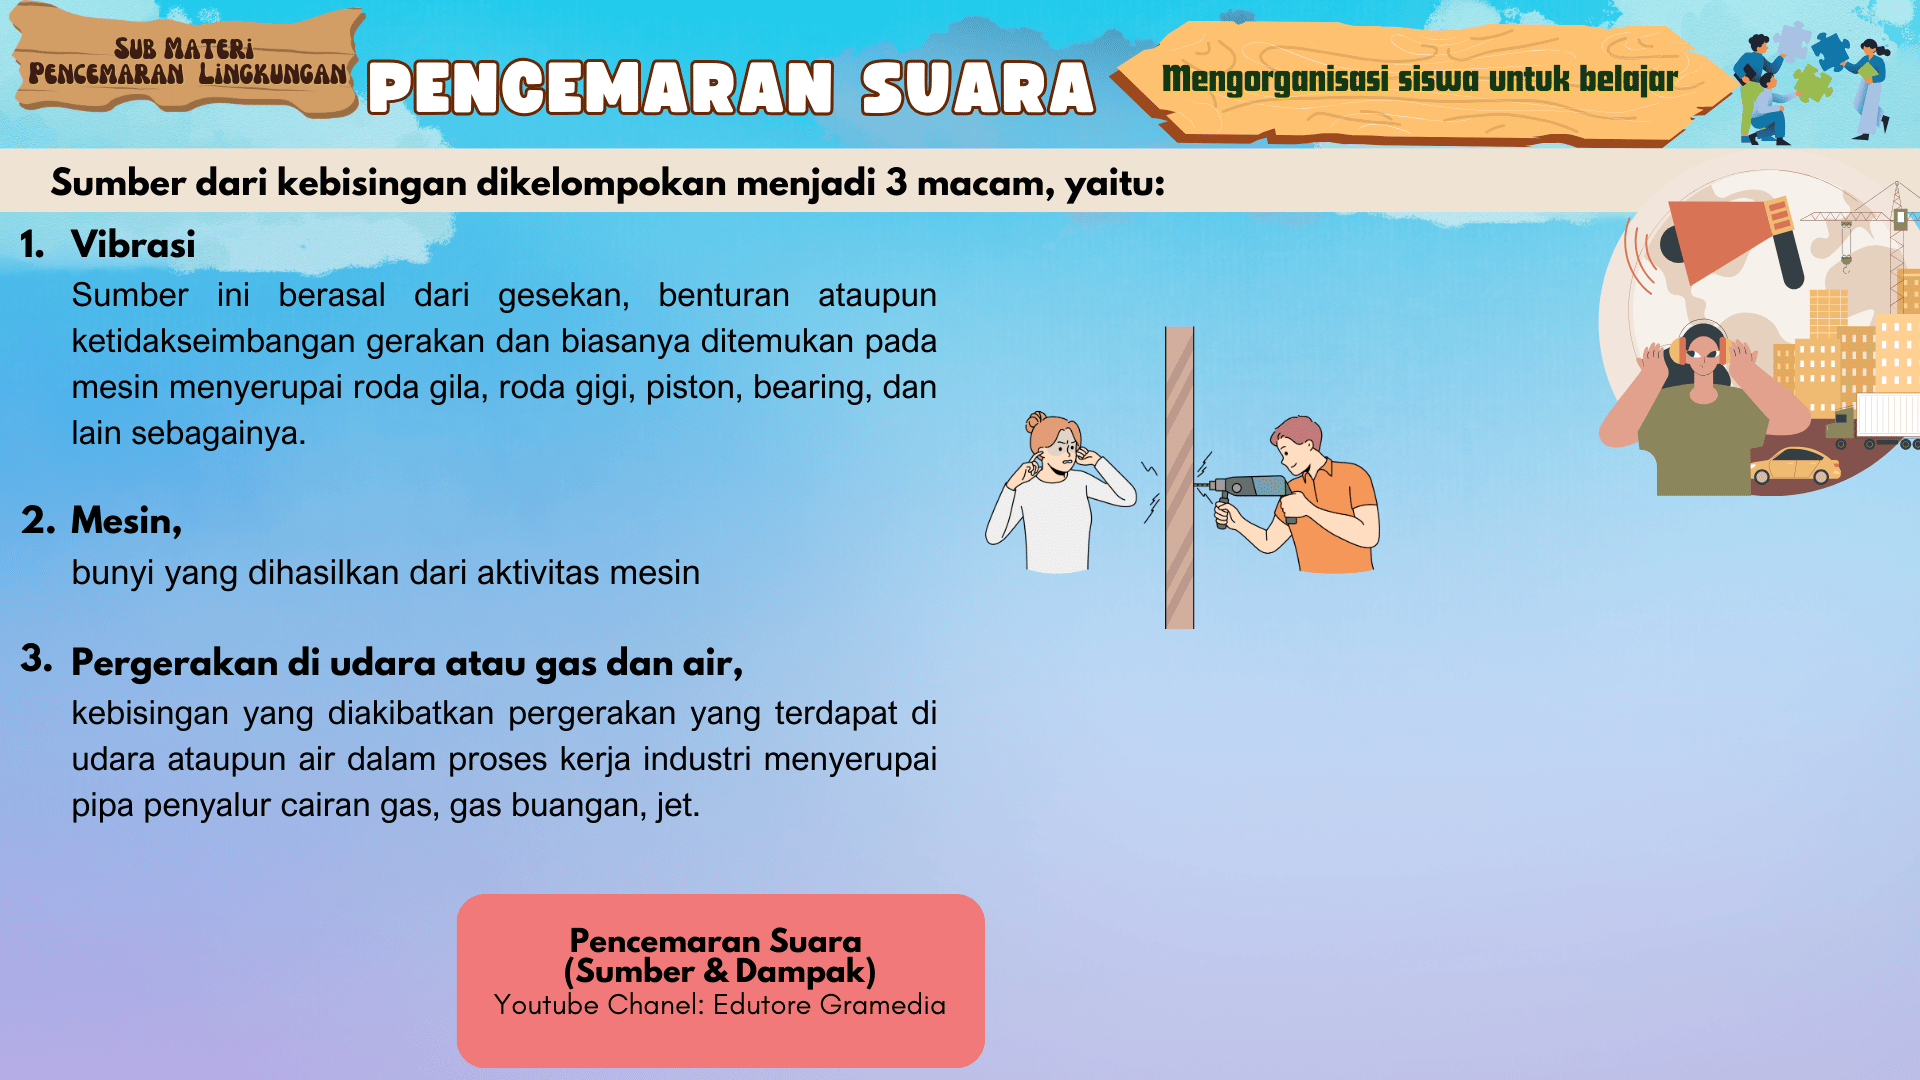 Sub Materi
Pencemaran Lingkungan
PENCEMARAN SUARA
Mengorganisasi siswa untuk belajar
Sumber dari kebisingan dikelompokan menjadi 3 macam, yaitu:
1. Vibrasi
Sumber ini berasal dari gesekan, benturan ataupun
ketidakseimbangan gerakan dan biasanya ditemukan pada
mesin menyerupai roda gila, roda gigi, piston, bearing, dan
lain sebagainya.
2. Mesin,
bunyi yang dihasilkan dari aktivitas mesin
3. Pergerakan di udara atau gas dan air,
kebisingan yang diakibatkan pergerakan yang terdapat di
udara ataupun air dalam proses kerja industri menyerupai
pipa penyalur cairan gas, gas buangan, jet.
Pencemaran Suara
(Sumber & Dampak)
Youtube Chanel: Edutore Gramedia